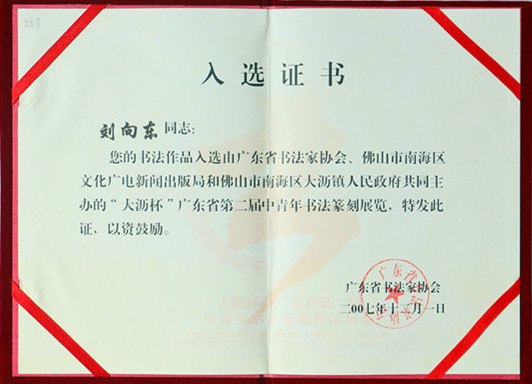 259
入选证书
刘向东同志：
您的书法作品入选由广东省书法家协会、佛山市南海区
文化广电新闻出版局和佛山市南海区大沥镇人民政府共同主
办的“大沥杯”广东省第二届中青年书法篆刻展览，特发此
证，以资鼓励。
广东省书法家协会
二〇〇七年十二月一日